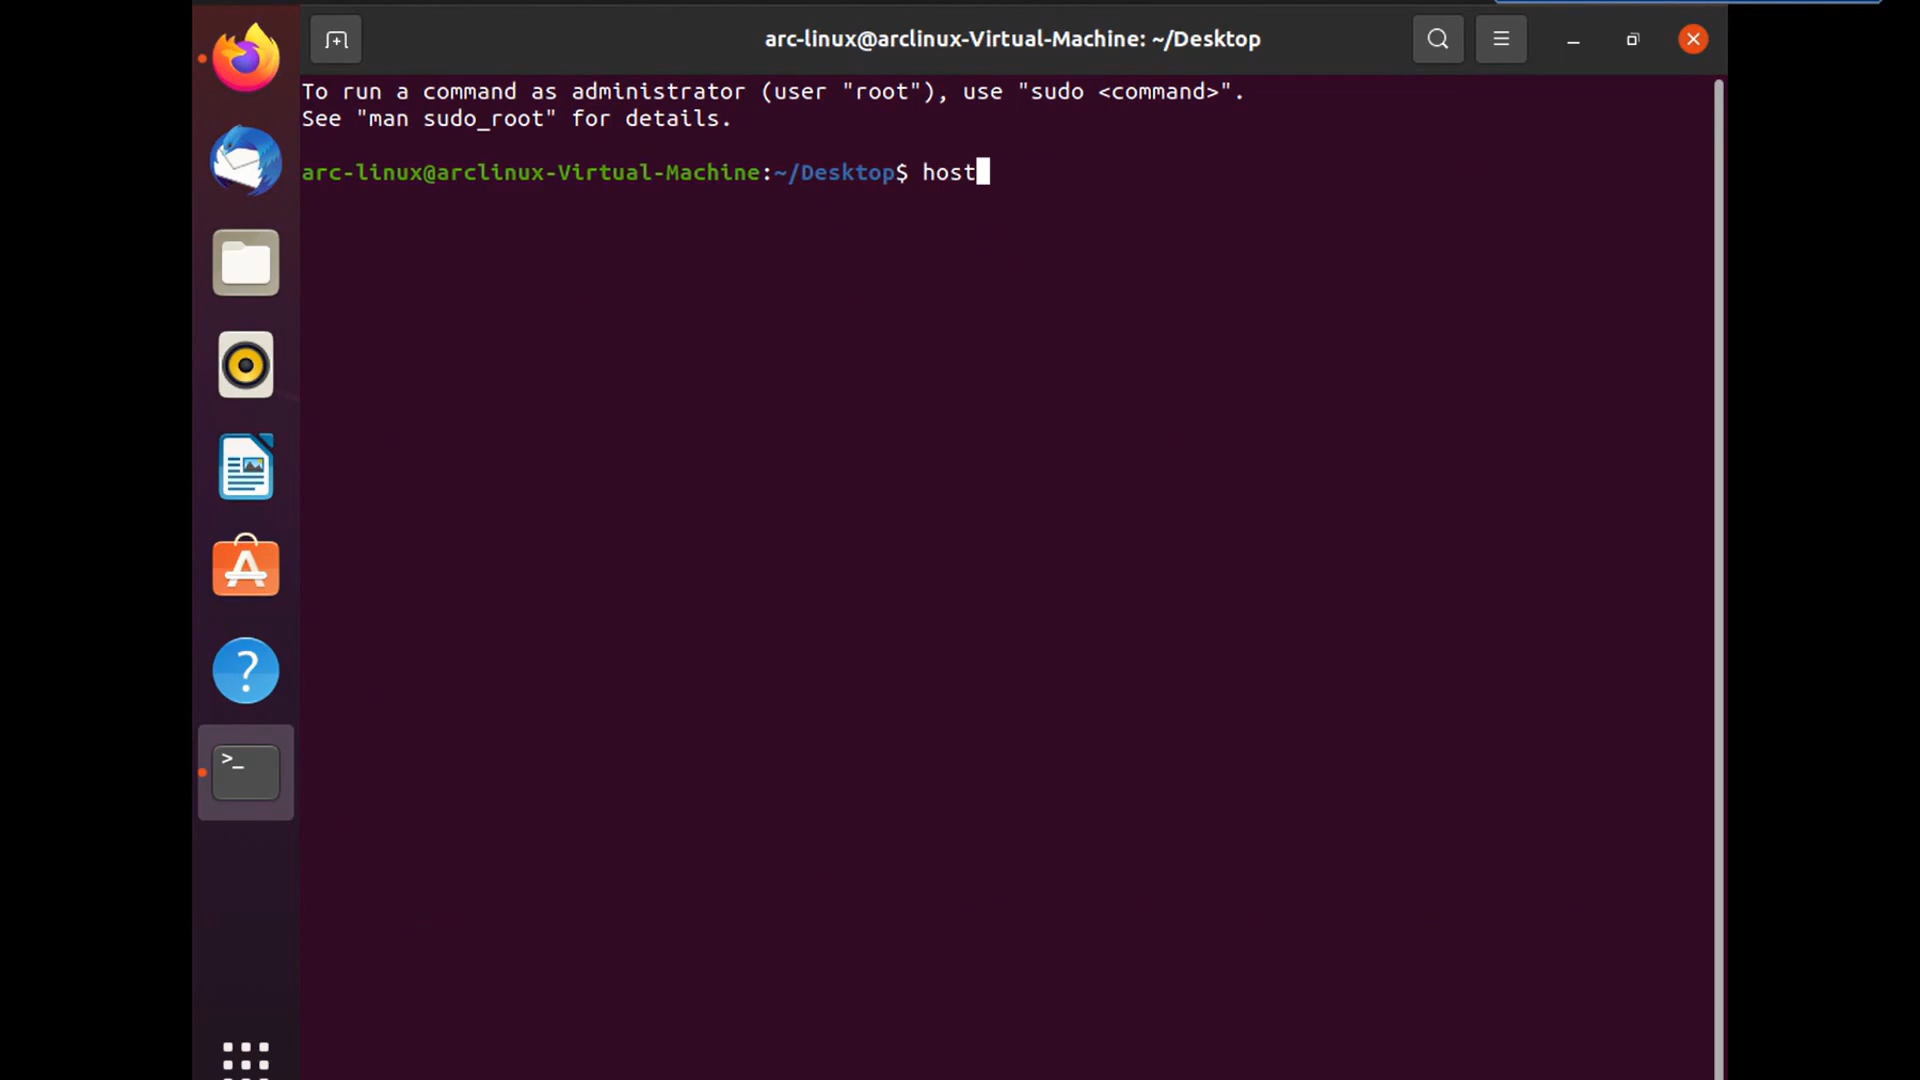 arc-linux@arclinux-Virtual-Machine: ~/Desktop
To run a command as administrator (user "root"), use "sudo <command>".
See "man sudo_root" for details.
arc-linux@arclinux-Virtual-Machine:~/Desktop$ host